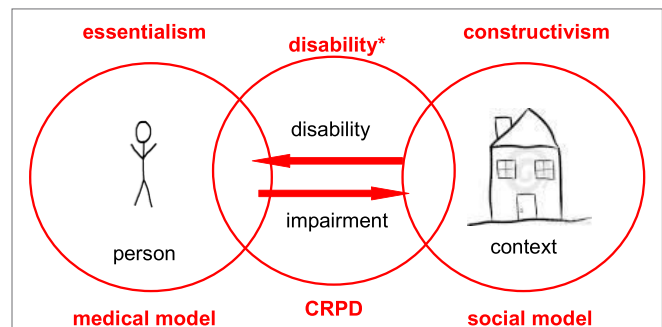 essentialism
disability*
constructivism
disability
impairment
person
context
medical model
CRPD
social model